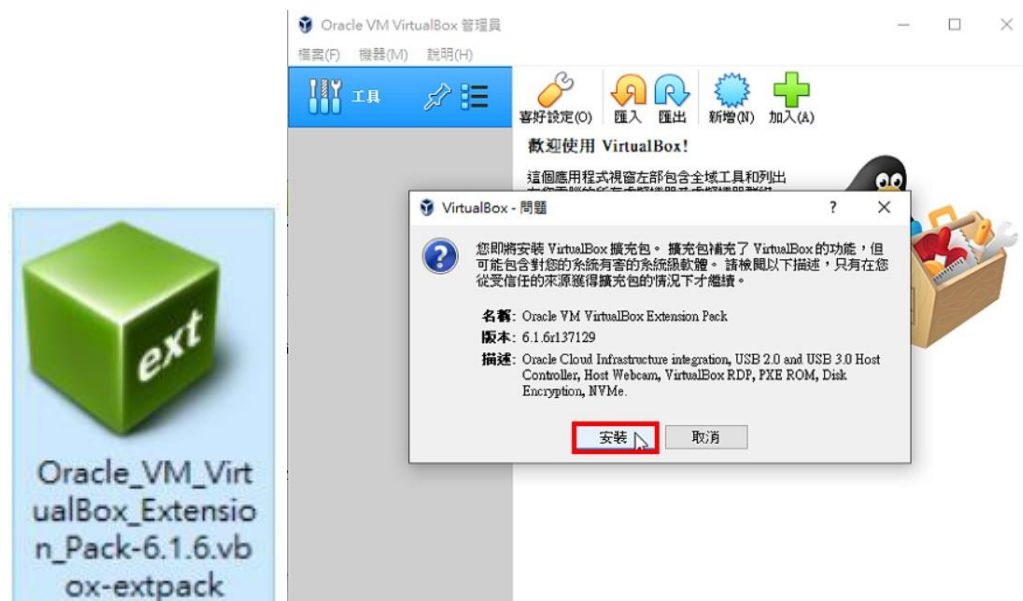 ext
Oracle_VM_Virt
ualBox_Extensio
n_Pack-6.1.6.vb
ox-extpack
Oracle VM VirtualBox 管理員
檔案(F) 機器(M) 說明(H)
工具
喜好設定(O) 匯入 匯出 新增(N) 加入(A)
歡迎使用 VirtualBox!
這個應用程式視窗左部包含全域工具和列出
VirtualBox - 問題
您即將安裝 VirtualBox 擴充包。 擴充包補充了 VirtualBox 的功能，但
可能包含對您的系統有害的系統級軟體。 請檢閱以下描述，只有在您
從受信任的來源獲得擴充包的情況下才繼續。
名稱: Oracle VM VirtualBox Extension Pack
版本: 6.1.6r137129
描述: Oracle Cloud Infrastructure integration, USB 2.0 and USB 3.0 Host
Controller, Host Webcam, VirtualBox RDP, PXE ROM, Disk
Encryption, NVMe.
安裝 取消